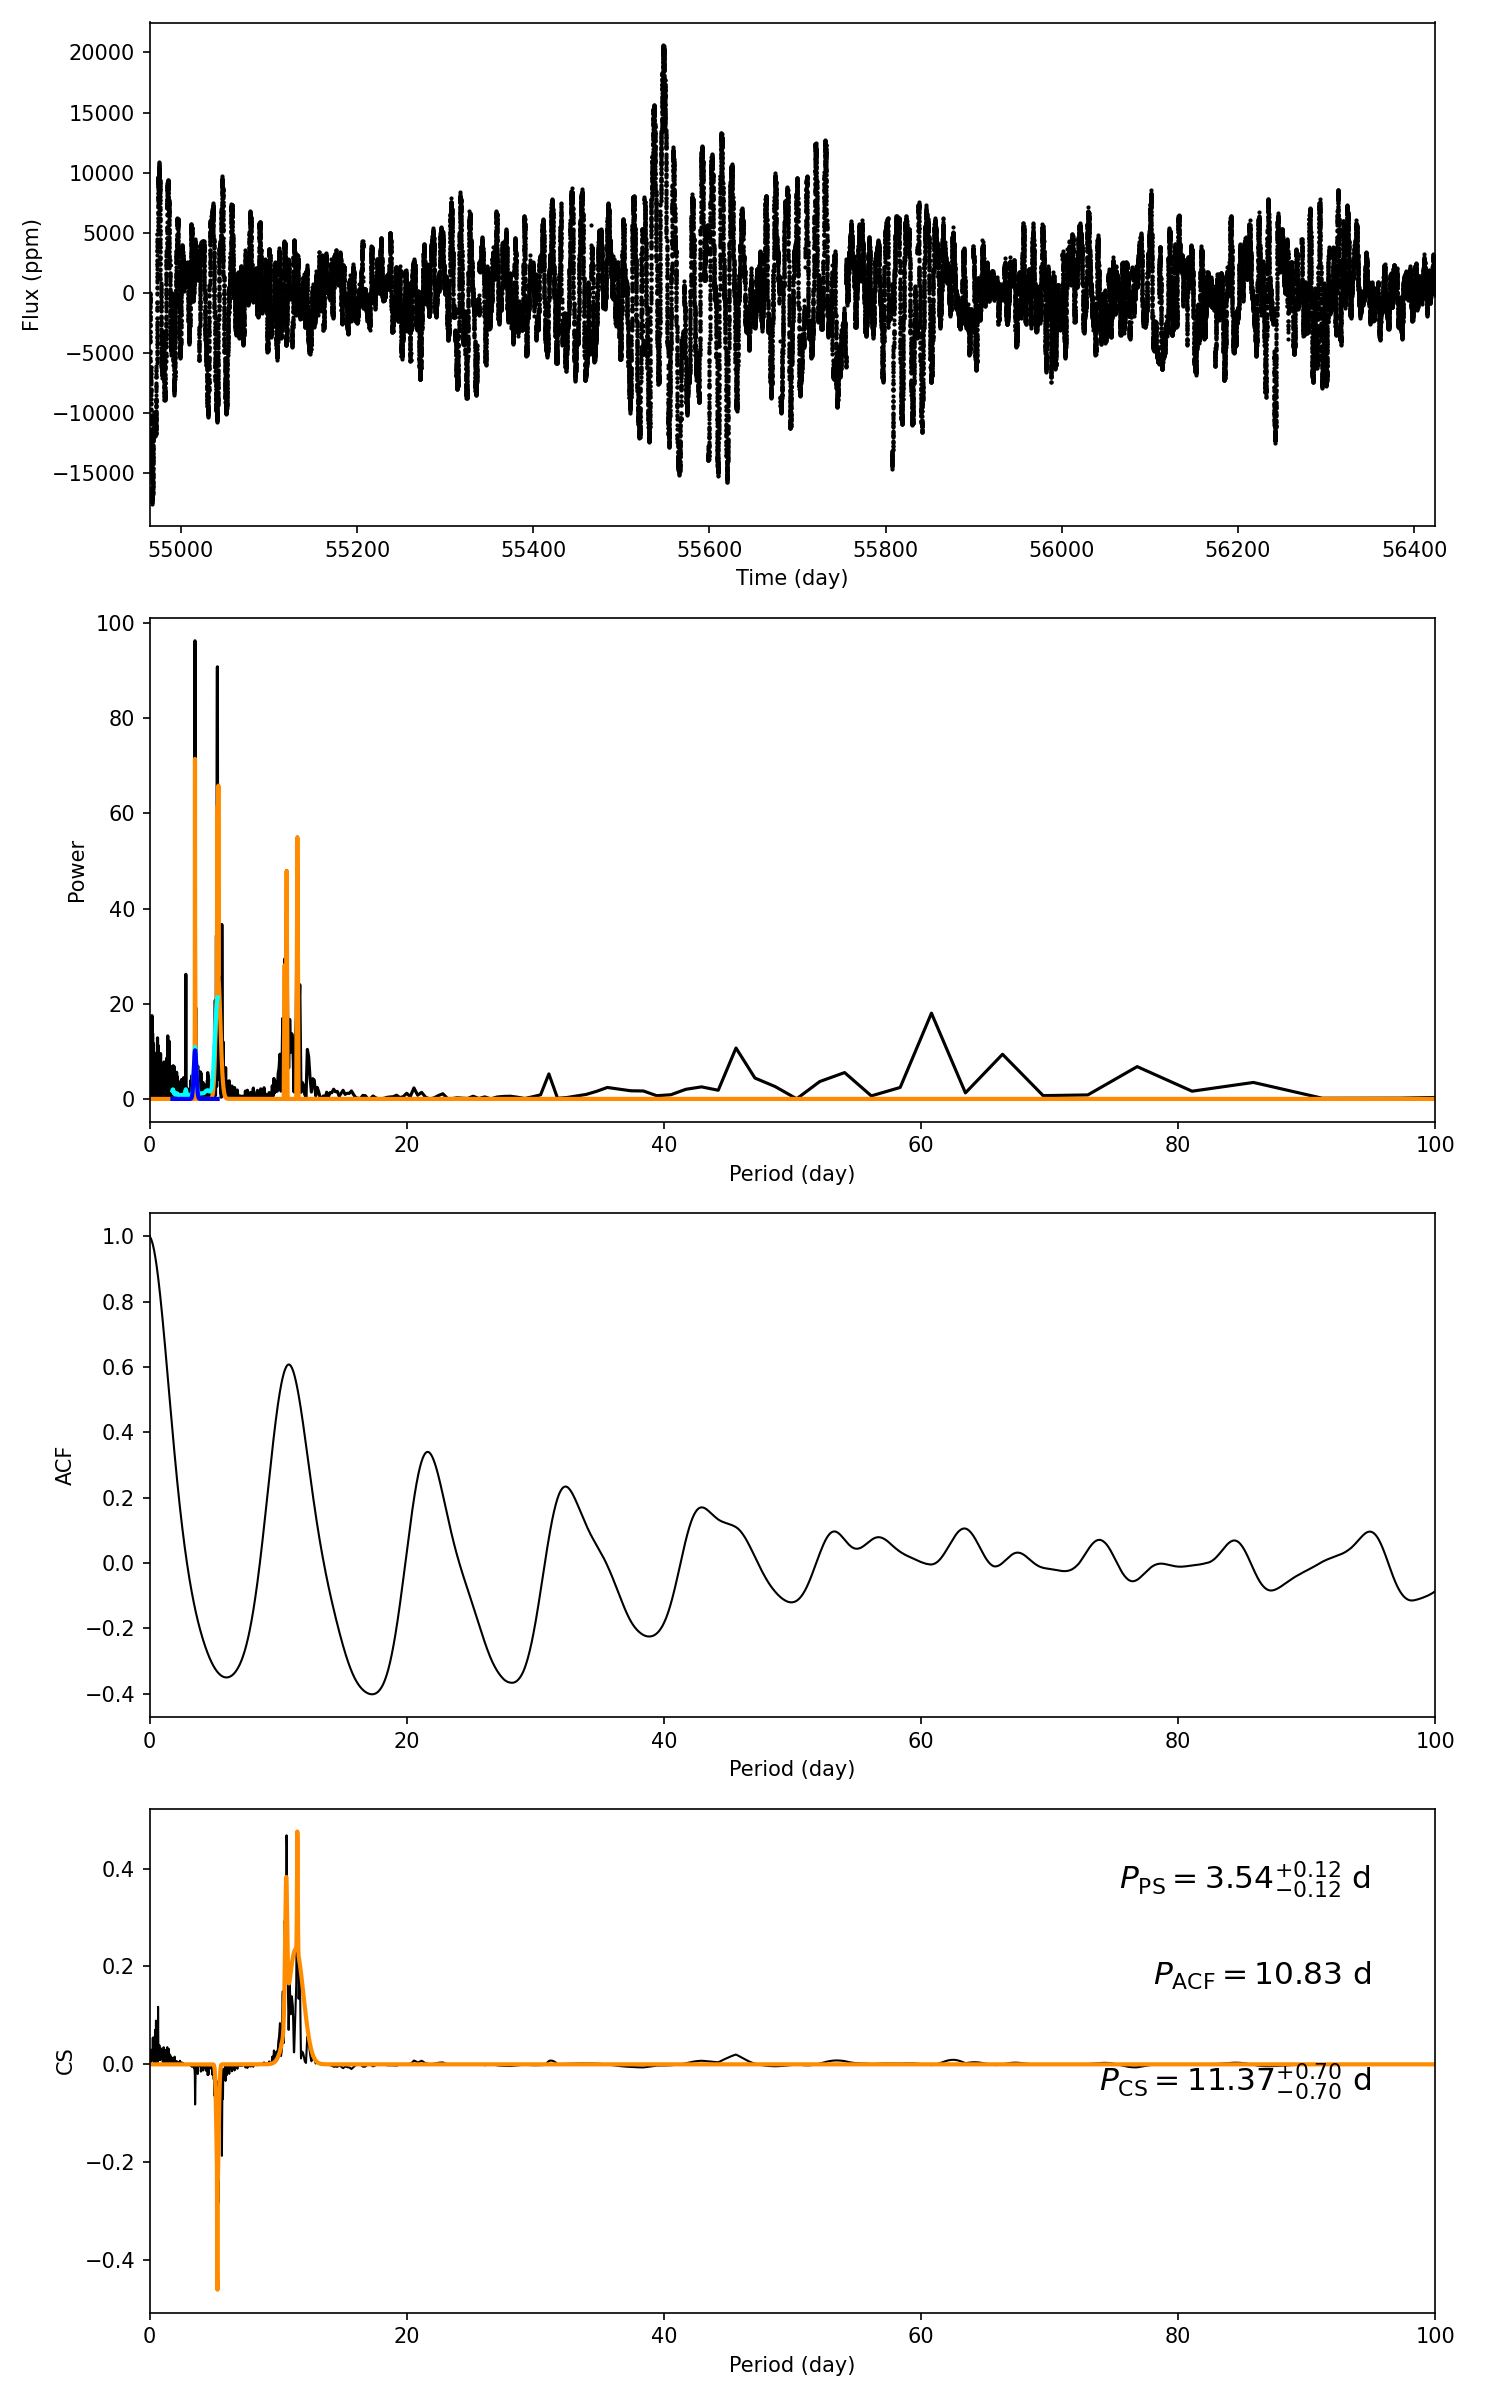 20000
15000
10000
5000
0
−5000
−10000
−15000
Flux (ppm)
55000 55200 55400 55600 55800 56000 56200 56400
Time (day)
100
80
60
40
20
0
Power
0 20 40 60 80 100
Period (day)
1.0
0.8
0.6
0.4
0.2
0.0
−0.2
−0.4
ACF
0 20 40 60 80 100
Period (day)
0.4
0.2
0.0
−0.2
−0.4
CS
P_PS = 3.54^{+0.12}_{−0.12} d
P_ACF = 10.83 d
P_CS = 11.37^{+0.70}_{−0.70} d
0 20 40 60 80 100
Period (day)